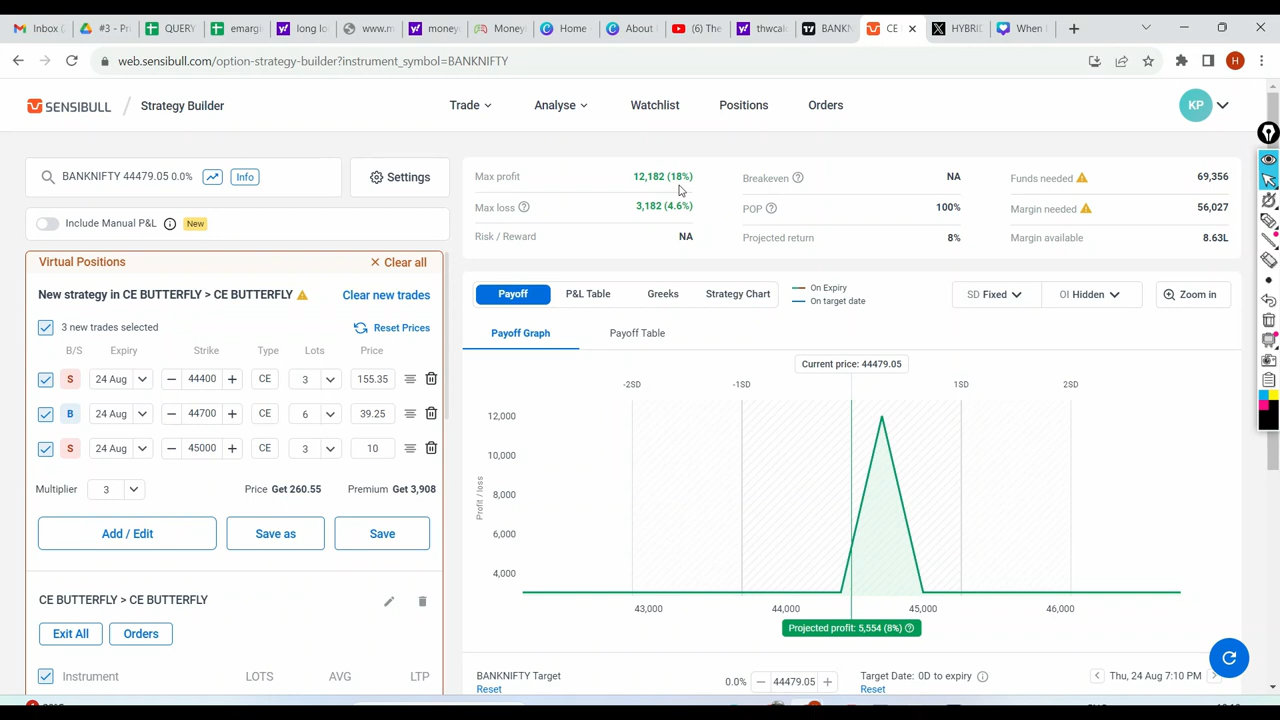 Inbox (
#3 - Pri
QUERY
emargi
long lo
www.m
money
Money
Home
About
(6) The
thwcal
BANKN
CE
HYBRI
When I
web.sensibull.com/option-strategy-builder?instrument_symbol=BANKNIFTY
H
SENSIBULL / Strategy Builder
Trade
Analyse
Watchlist
Positions
Orders
KP
BANKNIFTY 44479.05 0.0%
Info
Settings
Include Manual P&L
New
Max profit 12,182 (18%)
Max loss 3,182 (4.6%)
Risk / Reward NA
Breakeven NA
POP 100%
Projected return 8%
Funds needed 69,356
Margin needed 56,027
Margin available 8.63L
Virtual Positions
Clear all
New strategy in CE BUTTERFLY > CE BUTTERFLY
Clear new trades
3 new trades selected
Reset Prices
B/S Expiry Strike Type Lots Price
S 24 Aug − 44400 + CE 3 155.35
B 24 Aug − 44700 + CE 6 39.25
S 24 Aug − 45000 + CE 3 10
Multiplier 3 Price Get 260.55 Premium Get 3,908
Add / Edit
Save as
Save
CE BUTTERFLY > CE BUTTERFLY
Exit All
Orders
Instrument LOTS AVG LTP
Payoff
P&L Table
Greeks
Strategy Chart
On Expiry
On target date
SD Fixed
OI Hidden
Zoom in
Payoff Graph
Payoff Table
Current price: 44479.05
-2SD -1SD 1SD 2SD
12,000
10,000
8,000
6,000
4,000
Profit / loss
43,000 44,000 45,000 46,000
Projected profit: 5,554 (8%)
BANKNIFTY Target
Reset
0.0% − 44479.05 +
Target Date: 0D to expiry
Reset
Thu, 24 Aug 7:10 PM